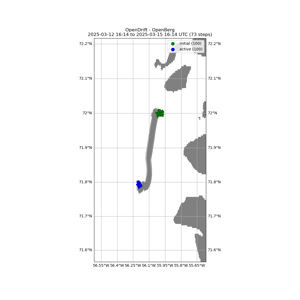 OpenDrift - OpenBerg
2025-03-12 16:14 to 2025-03-15 16:14 UTC (73 steps)
initial (100)
active (100)
72.2°N 72.2°N
72.1°N 72.1°N
72°N 72°N
71.9°N 71.9°N
71.8°N 71.8°N
71.7°N 71.7°N
71.6°N 71.6°N
56.55°W 56.4°W 56.25°W 56.1°W 55.95°W 55.8°W 55.65°W